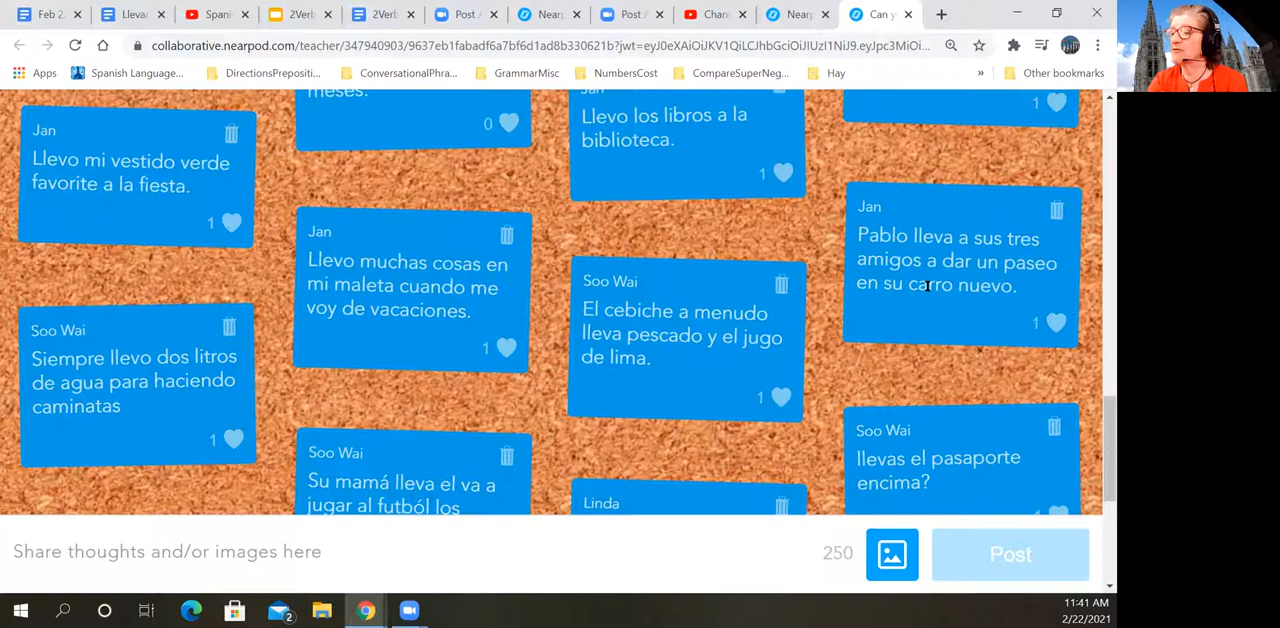 Feb 2
Llevar
Spani
2Verb
2Verb
Post A
Nearp
Post A
Chan
Nearp
Can y
collaborative.nearpod.com/teacher/347940903/9637eb1fabadf6a7bf6d1ad8b330621b?jwt=eyJ0eXAiOiJKV1QiLCJhbGciOiJIUzI1NiJ9.eyJpc3MiOi...
Apps
Spanish Language...
DirectionsPrepositi...
ConversationalPhra...
GrammarMisc
NumbersCost
CompareSuperNeg...
Hay
»
Other bookmarks
Jan
Llevo mi vestido verde
favorite a la fiesta.
1
Soo Wai
Siempre llevo dos litros
de agua para haciendo
caminatas
1
meses.
0
Jan
Llevo muchas cosas en
mi maleta cuando me
voy de vacaciones.
1
Soo Wai
Su mamá lleva el va a
jugar al futból los
Jan
Llevo los libros a la
biblioteca.
1
Soo Wai
El cebiche a menudo
lleva pescado y el jugo
de lima.
1
Linda
1
Jan
Pablo lleva a sus tres
amigos a dar un paseo
en su carro nuevo.
1
Soo Wai
llevas el pasaporte
encima?
Share thoughts and/or images here
250
Post
2
11:41 AM
2/22/2021